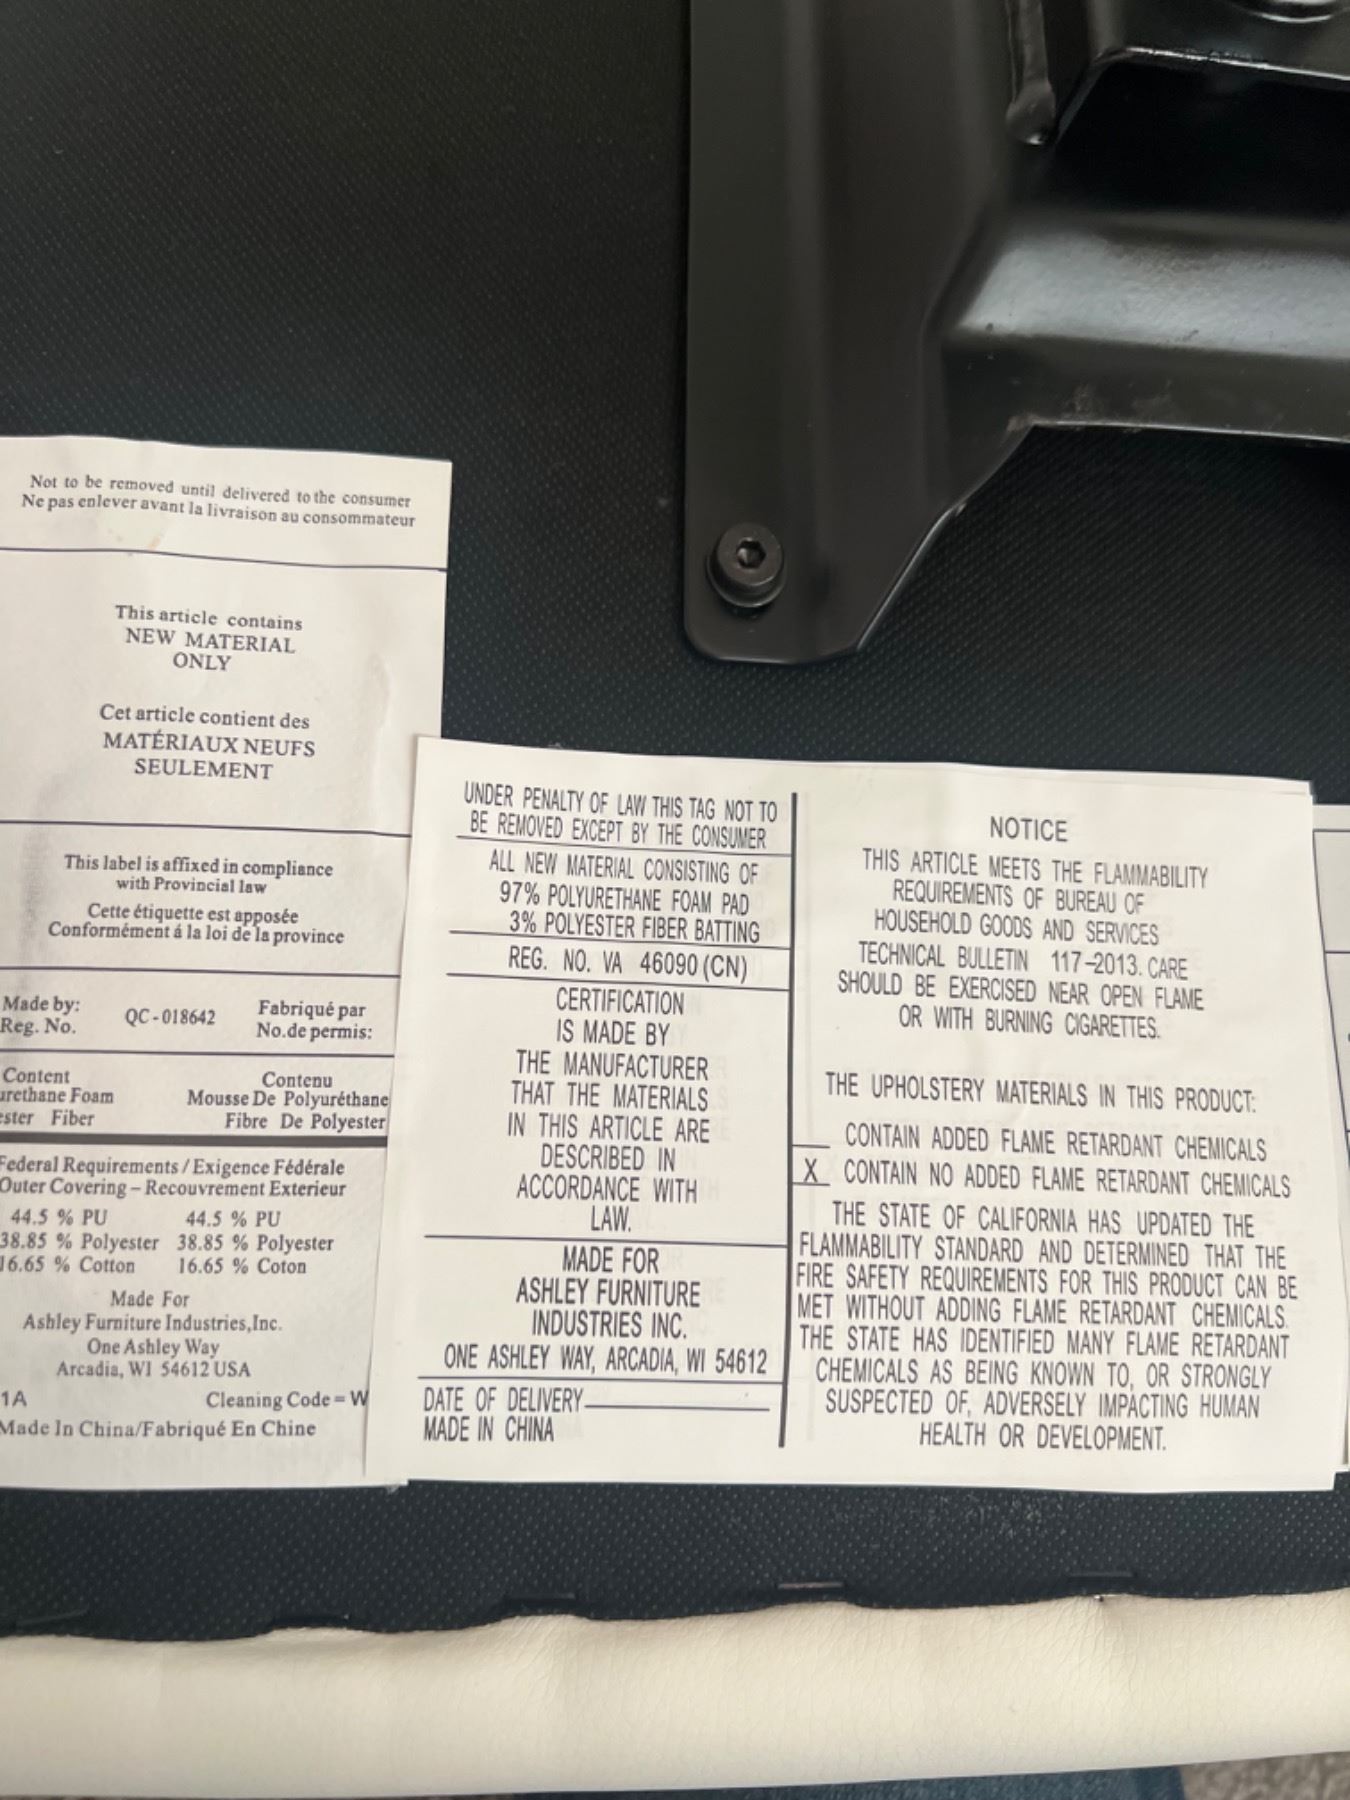 Not to be removed until delivered to the consumer
Ne pas enlever avant la livraison au consommateur
This article contains
NEW MATERIAL
ONLY
Cet article contient des
MATÉRIAUX NEUFS
SEULEMENT
This label is affixed in compliance
with Provincial law
Cette étiquette est apposée
Conformément á la loi de la province
Made by: Fabriqué par
Reg. No. QC-018642 No.de permis:
Content Contenu
urethane Foam Mousse De Polyuréthane
ester Fiber Fibre De Polyester
Federal Requirements / Exigence Fédérale
Outer Covering – Recouvrement Exterieur
44.5 % PU 44.5 % PU
38.85 % Polyester 38.85 % Polyester
16.65 % Cotton 16.65 % Coton
Made For
Ashley Furniture Industries,Inc.
One Ashley Way
Arcadia, WI 54612 USA
1A Cleaning Code = W
Made In China/Fabriqué En Chine
UNDER PENALTY OF LAW THIS TAG NOT TO
BE REMOVED EXCEPT BY THE CONSUMER
ALL NEW MATERIAL CONSISTING OF
97% POLYURETHANE FOAM PAD
3% POLYESTER FIBER BATTING
REG. NO. VA 46090 (CN)
CERTIFICATION
IS MADE BY
THE MANUFACTURER
THAT THE MATERIALS
IN THIS ARTICLE ARE
DESCRIBED IN
ACCORDANCE WITH
LAW.
MADE FOR
ASHLEY FURNITURE
INDUSTRIES INC.
ONE ASHLEY WAY, ARCADIA, WI 54612
DATE OF DELIVERY
MADE IN CHINA
NOTICE
THIS ARTICLE MEETS THE FLAMMABILITY
REQUIREMENTS OF BUREAU OF
HOUSEHOLD GOODS AND SERVICES
TECHNICAL BULLETIN 117-2013. CARE
SHOULD BE EXERCISED NEAR OPEN FLAME
OR WITH BURNING CIGARETTES.
THE UPHOLSTERY MATERIALS IN THIS PRODUCT:
CONTAIN ADDED FLAME RETARDANT CHEMICALS
X CONTAIN NO ADDED FLAME RETARDANT CHEMICALS
THE STATE OF CALIFORNIA HAS UPDATED THE
FLAMMABILITY STANDARD AND DETERMINED THAT THE
FIRE SAFETY REQUIREMENTS FOR THIS PRODUCT CAN BE
MET WITHOUT ADDING FLAME RETARDANT CHEMICALS.
THE STATE HAS IDENTIFIED MANY FLAME RETARDANT
CHEMICALS AS BEING KNOWN TO, OR STRONGLY
SUSPECTED OF, ADVERSELY IMPACTING HUMAN
HEALTH OR DEVELOPMENT.